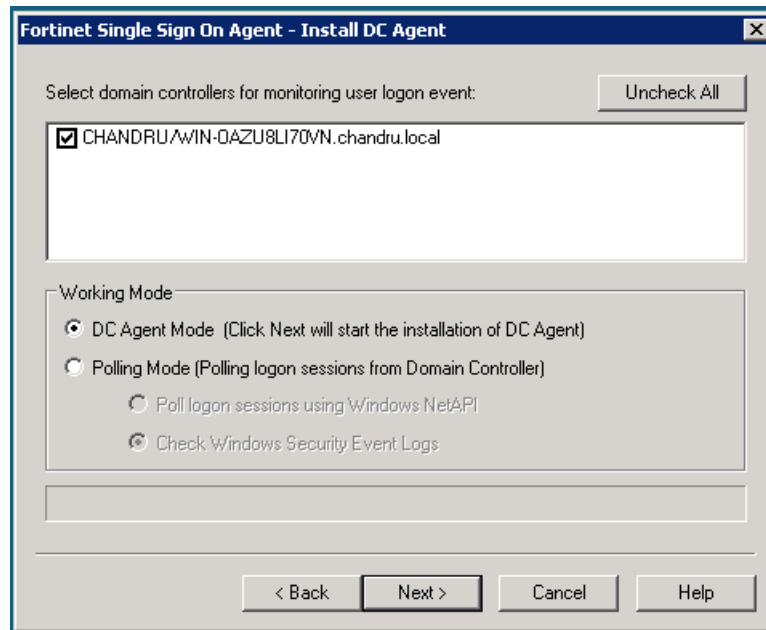 Fortinet Single Sign On Agent - Install DC Agent
Select domain controllers for monitoring user logon event:
Uncheck All
CHANDRU/WIN-OAZU8LI70VN.chandru.local
Working Mode
DC Agent Mode (Click Next will start the installation of DC Agent)
Polling Mode (Polling logon sessions from Domain Controller)
Poll logon sessions using Windows NetAPI
Check Windows Security Event Logs
< Back
Next >
Cancel
Help